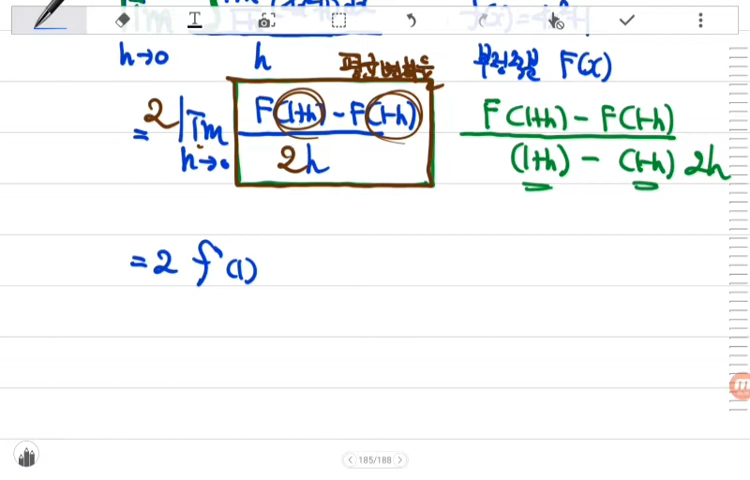 h→0 h 평균변화율 부정적분 F(x)
= 2 lim h→0 F(1+h) - F(1-h) / 2h
F(1+h) - F(1-h) / (1+h) - (1-h) 2h
= 2 f(1)
185/188